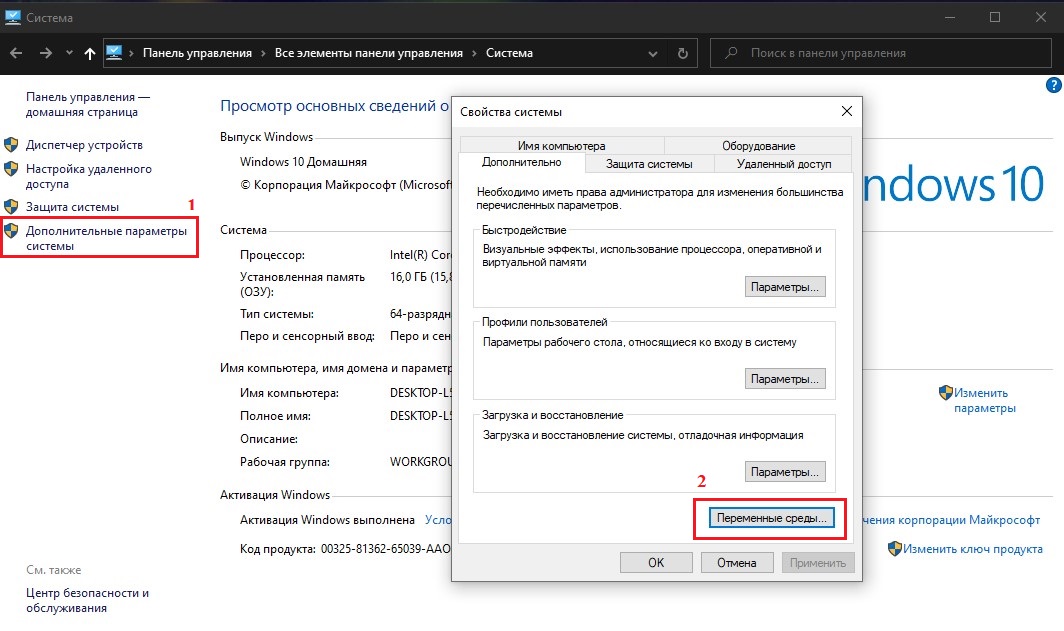 Система
Панель управления › Все элементы панели управления › Система
Поиск в панели управления
Панель управления —
домашняя страница
Диспетчер устройств
Настройка удаленного
доступа
Защита системы
1
Дополнительные параметры
системы
См. также
Центр безопасности и
обслуживания
Просмотр основных сведений о
Выпуск Windows
Windows 10 Домашняя
© Корпорация Майкрософт (Microsoft
ndows 10
Система
Процессор: Intel(R) Cor
Установленная память 16,0 ГБ (15,8
(ОЗУ):
Тип системы: 64-разрядн
Перо и сенсорный ввод: Перо и сен
Имя компьютера, имя домена и параметр
Имя компьютера: DESKTOP-L5
Полное имя: DESKTOP-L5
Описание:
Рабочая группа: WORKGROU
Изменить
параметры
Активация Windows
Активация Windows выполнена Усло
чения корпорации Майкрософт
Код продукта: 00325-81362-65039-AAO
Изменить ключ продукта
?
Свойства системы
Имя компьютера
Оборудование
Дополнительно
Защита системы
Удаленный доступ
Необходимо иметь права администратора для изменения большинства
перечисленных параметров.
Быстродействие
Визуальные эффекты, использование процессора, оперативной и
виртуальной памяти
Параметры...
Профили пользователей
Параметры рабочего стола, относящиеся ко входу в систему
Параметры...
Загрузка и восстановление
Загрузка и восстановление системы, отладочная информация
Параметры...
2
Переменные среды...
ОК
Отмена
Применить